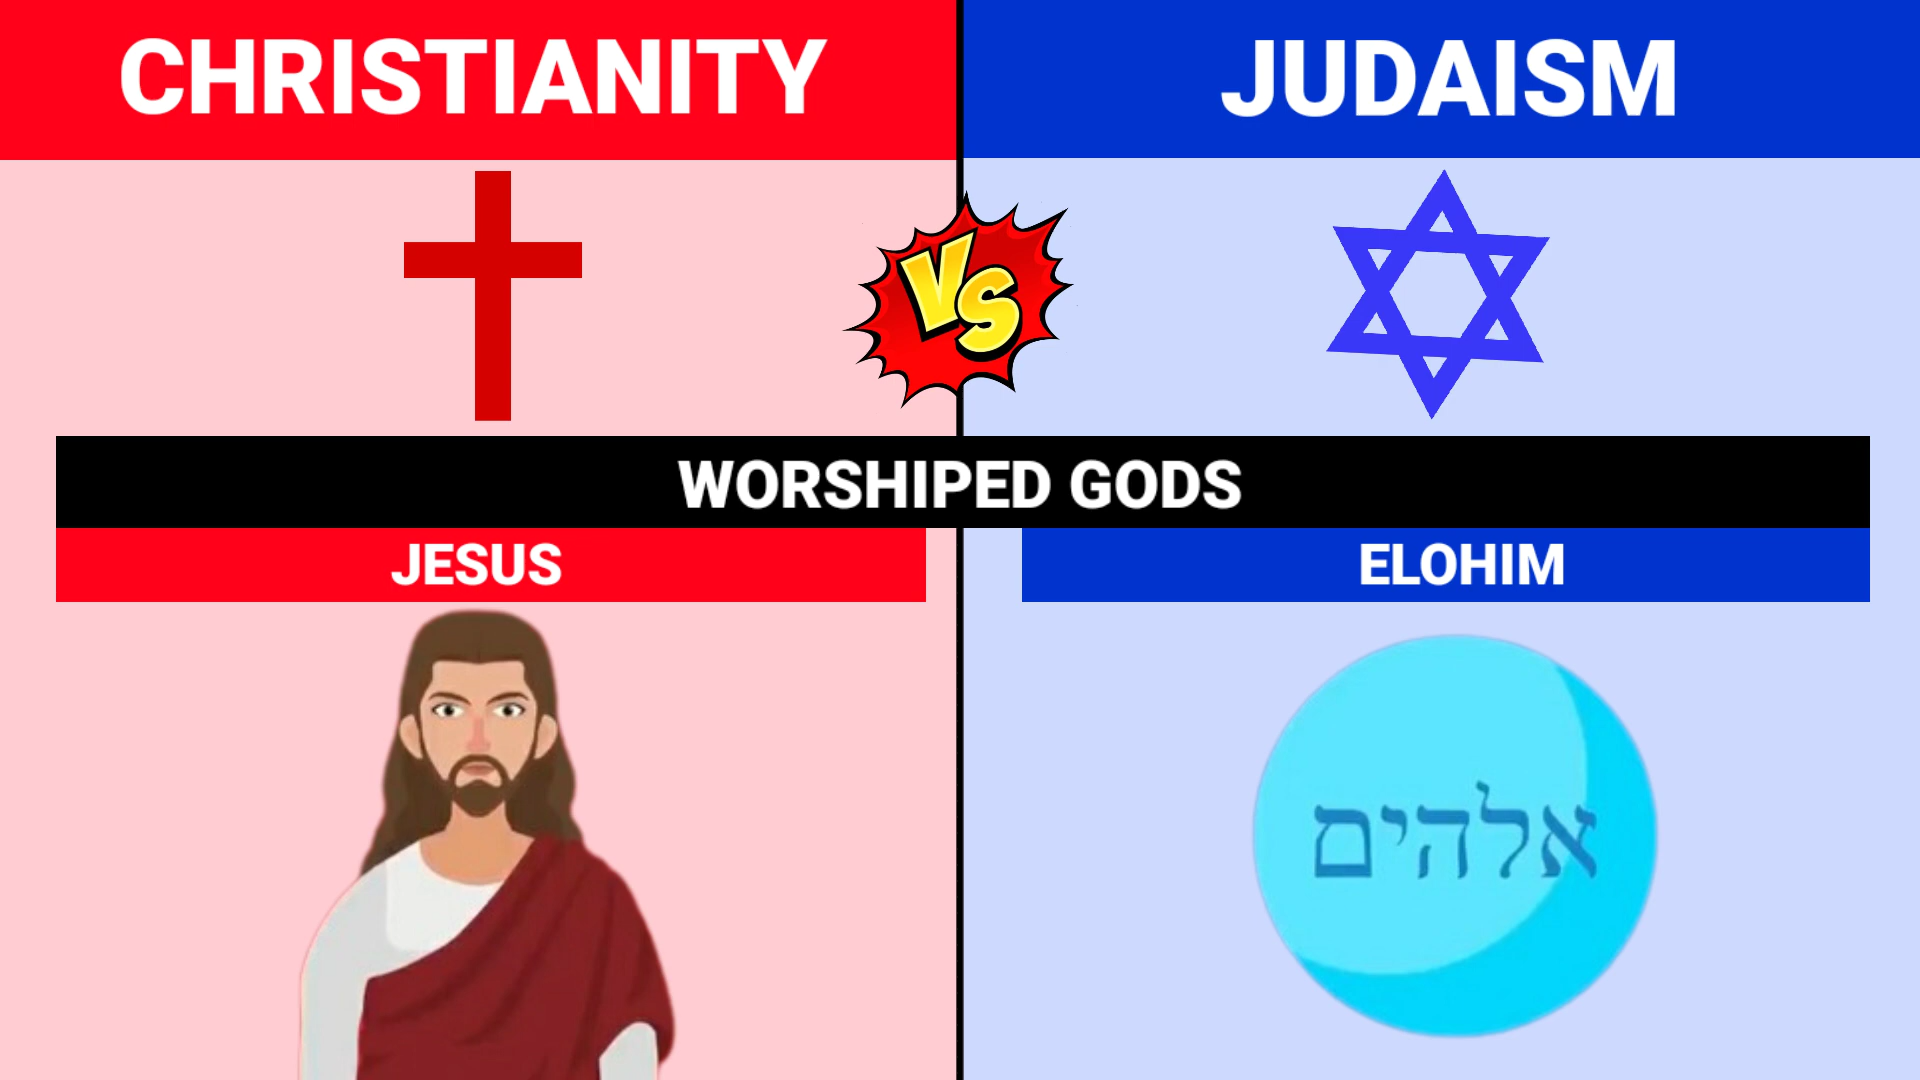 CHRISTIANITY
JUDAISM
VS
WORSHIPED GODS
JESUS
ELOHIM
אלהים